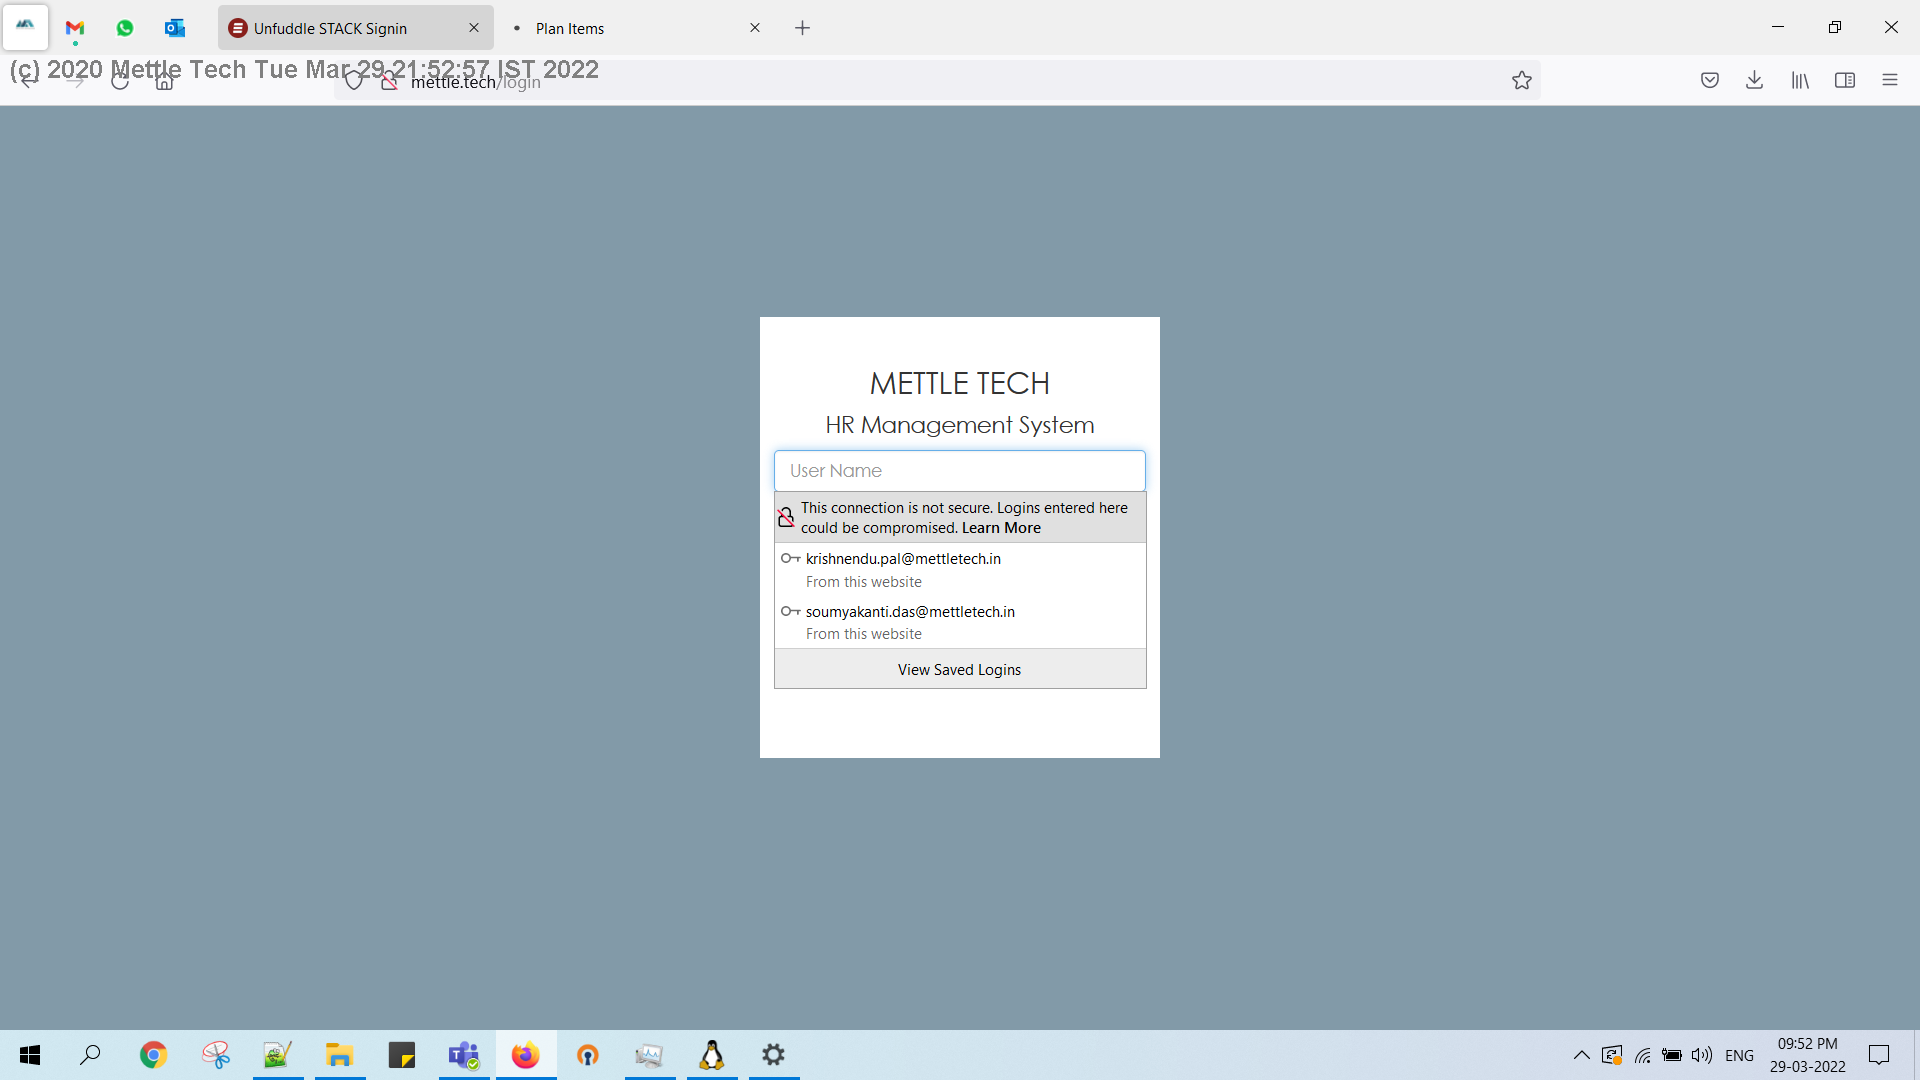 Unfuddle STACK Signin
Plan Items
(c) 2020 Mettle Tech Tue Mar 29 21:52:57 IST 2022
mettle.tech/login
METTLE TECH
HR Management System
User Name
This connection is not secure. Logins entered here
could be compromised. Learn More
krishnendu.pal@mettletech.in
From this website
soumyakanti.das@mettletech.in
From this website
View Saved Logins
ENG
09:52 PM
29-03-2022